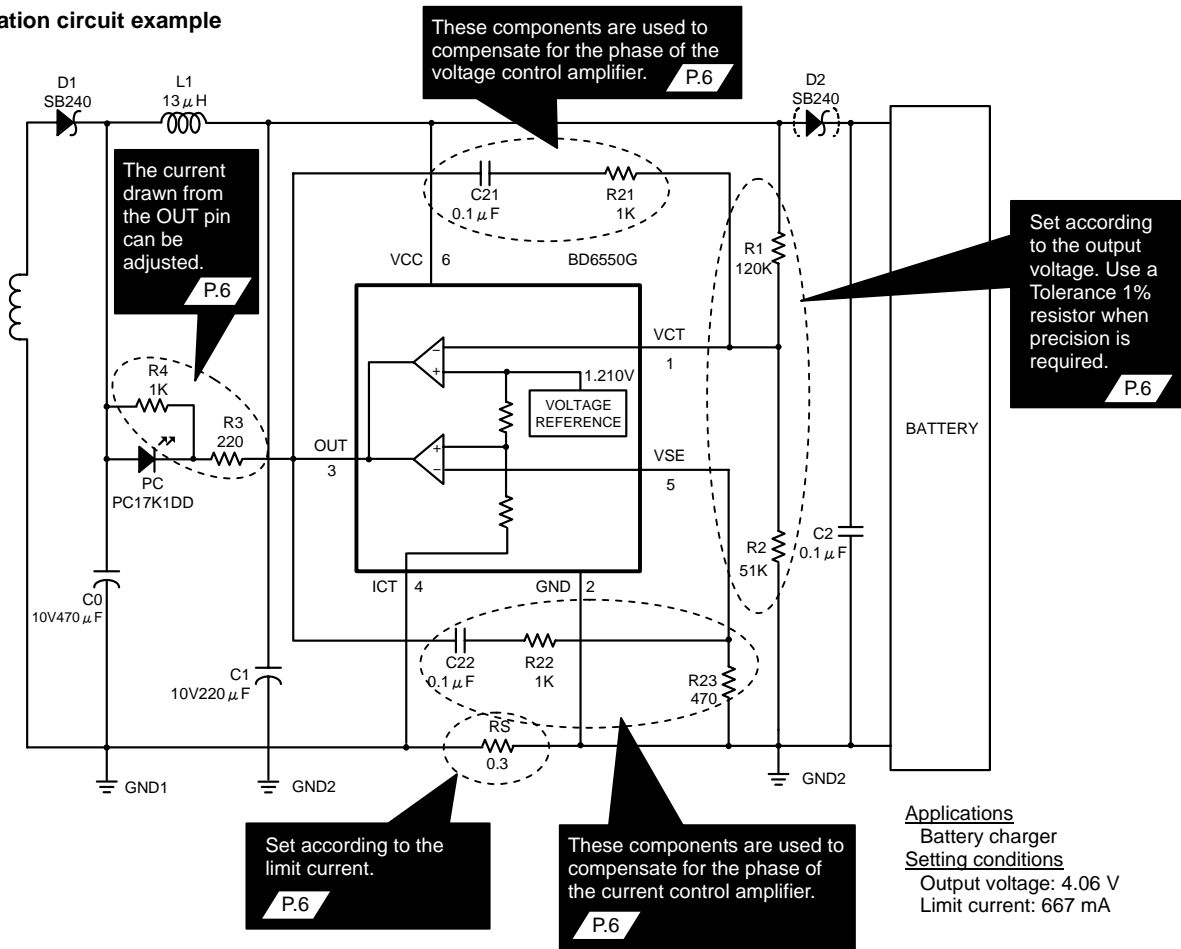 ation circuit example
These components are used to
compensate for the phase of the
voltage control amplifier.
P.6
D1
SB240
L1
13μH
D2
SB240
The current
drawn from
the OUT pin
can be
adjusted.
P.6
C21
0.1μF
R21
1K
VCC 6
BD6550G
R1
120K
Set according
to the output
voltage. Use a
Tolerance 1%
resistor when
precision is
required.
P.6
VCT
1
1.210V
VOLTAGE
REFERENCE
R4
1K
R3
220
OUT
3
PC
PC17K1DD
VSE
5
BATTERY
R2
51K
C2
0.1μF
ICT 4
GND 2
C0
10V470μF
C22
0.1μF
R22
1K
R23
470
C1
10V220μF
RS
0.3
GND1
GND2
GND2
Set according to the
limit current.
P.6
These components are used to
compensate for the phase of
the current control amplifier.
P.6
Applications
Battery charger
Setting conditions
Output voltage: 4.06 V
Limit current: 667 mA